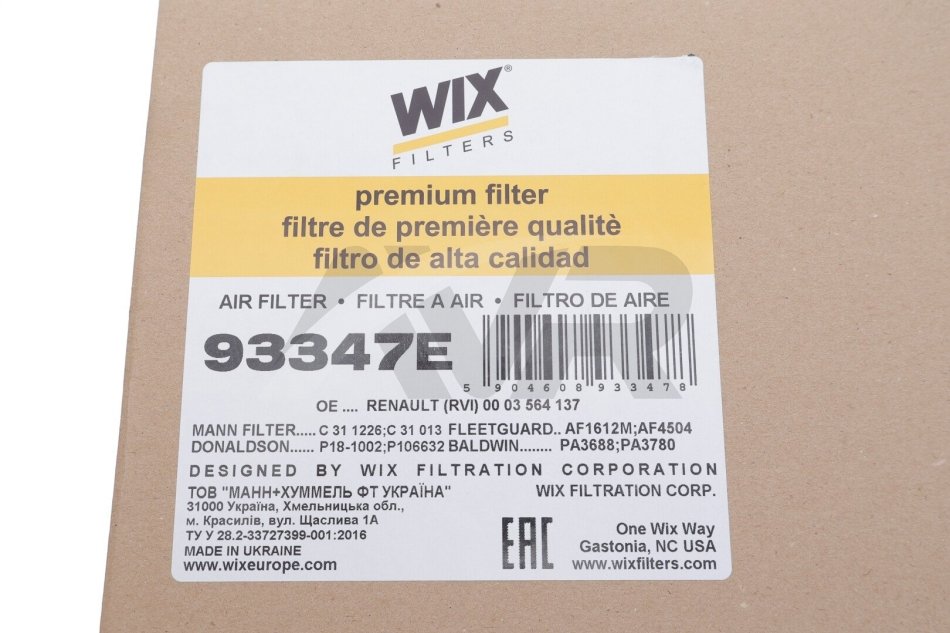 WIX®
FILTERS
premium filter
filtre de première qualitè
filtro de alta calidad
AIR FILTER • FILTRE A AIR • FILTRO DE AIRE
93347E
5 904608 933478
OE .... RENAULT (RVI) 00 03 564 137
MANN FILTER..... C 31 1226;C 31 013 FLEETGUARD.. AF1612M;AF4504
DONALDSON...... P18-1002;P106632 BALDWIN........ PA3688;PA3780
DESIGNED BY WIX FILTRATION CORPORATION
ТОВ "МАНН+ХУММЕЛЬ ФТ УКРАЇНА" WIX FILTRATION CORP.
31000 Україна, Хмельницька обл.,
м. Красилів, вул. Щаслива 1А
ТУ У 28.2-33727399-001:2016
MADE IN UKRAINE
www.wixeurope.com
EAC
One Wix Way
Gastonia, NC USA
www.wixfilters.com
IVR